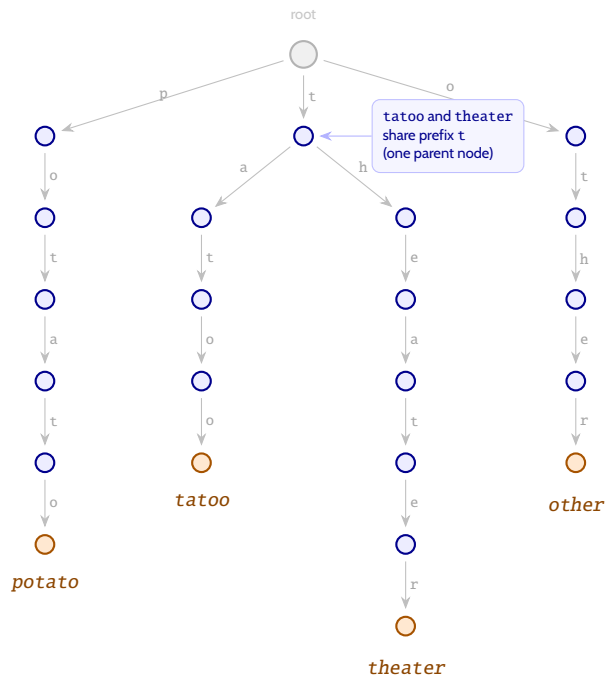 root
p
t
o
tatoo and theater
share prefix t
(one parent node)
a
h
o
t
t
e
h
t
o
a
e
a
o
t
r
t
tatoo
other
o
e
potato
r
theater